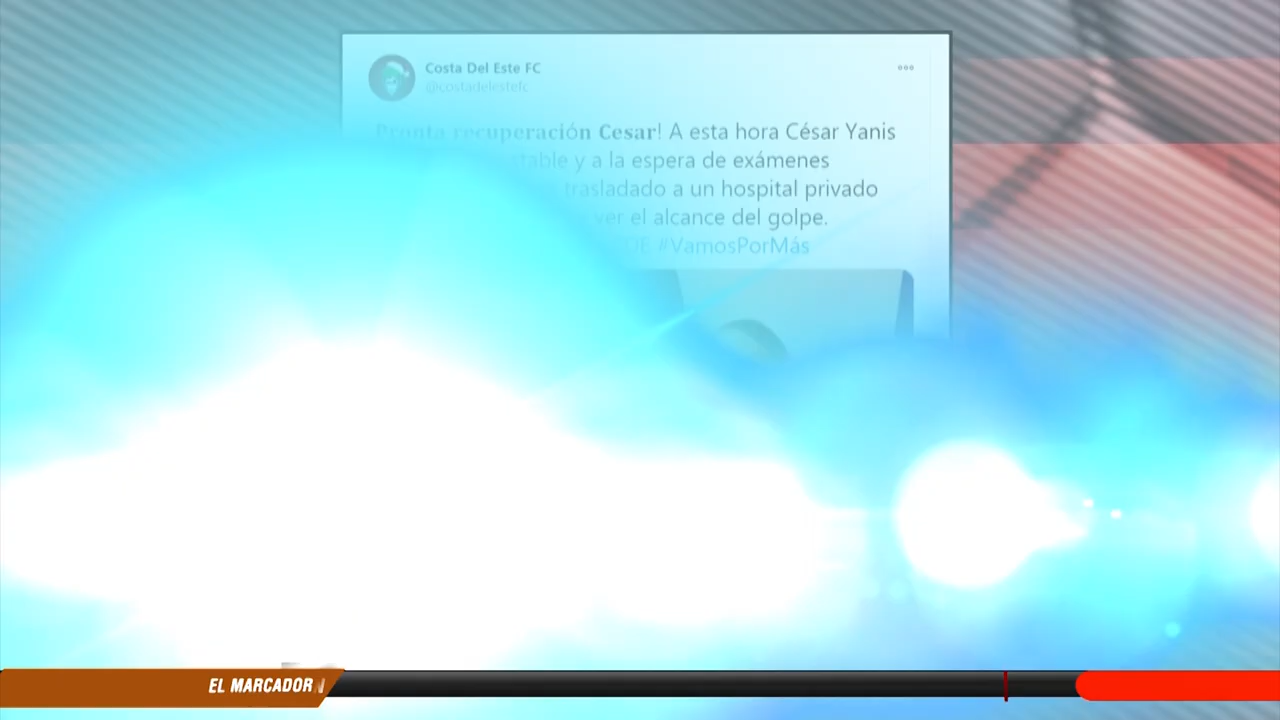 Costa Del Este FC
@costadelestefc
Pronta recuperación Cesar! A esta hora César Yanis
table y a la espera de exámenes
trasladado a un hospital privado
ver el alcance del golpe.
#VamosPorMás
EL MARCADOR